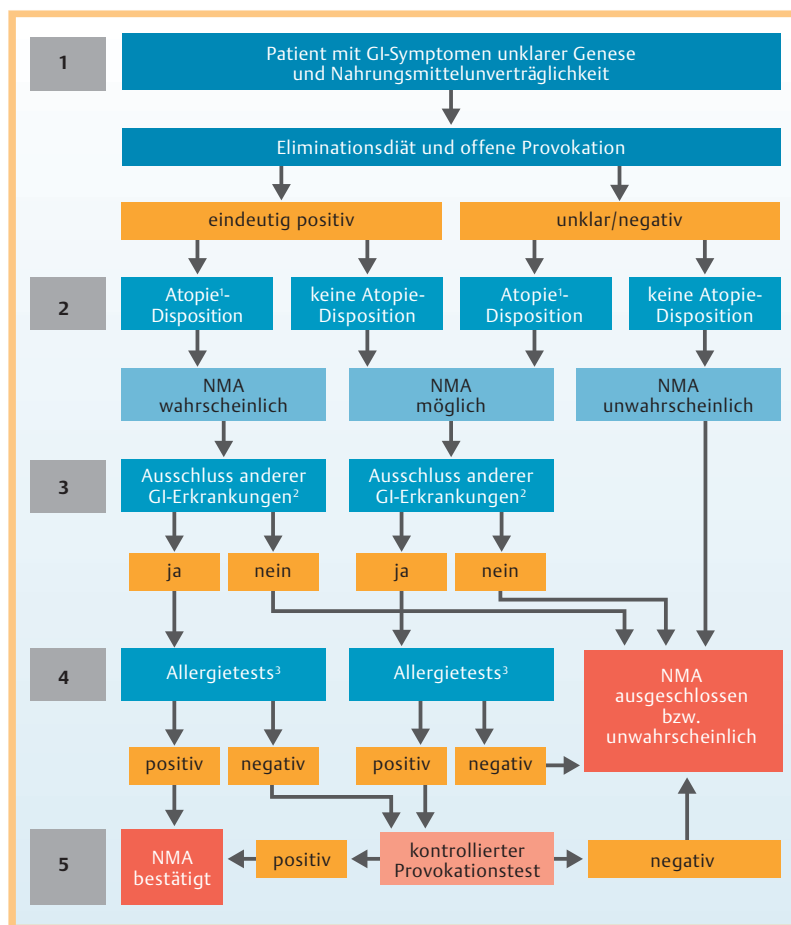 1
Patient mit GI-Symptomen unklarer Genese
und Nahrungsmittelunverträglichkeit
Eliminationsdiät und offene Provokation
eindeutig positiv
unklar/negativ
2
Atopie¹-
Disposition
keine Atopie-
Disposition
Atopie¹-
Disposition
keine Atopie-
Disposition
NMA
wahrscheinlich
NMA
möglich
NMA
unwahrscheinlich
3
Ausschluss anderer
GI-Erkrankungen²
Ausschluss anderer
GI-Erkrankungen²
ja
nein
ja
nein
4
Allergietests³
Allergietests³
NMA
ausgeschlossen
bzw.
unwahrscheinlich
positiv
negativ
positiv
negativ
5
NMA
bestätigt
positiv
kontrollierter
Provokationstest
negativ